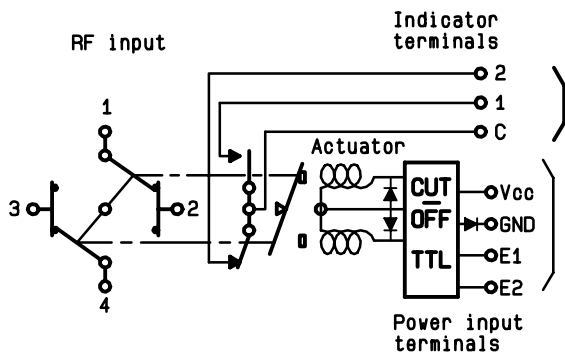 Indicator
terminals
RF input
2
1
C
1
Actuator
3
2
4
CUT
OFF
TTL
Vcc
GND
E1
E2
Power input
terminals